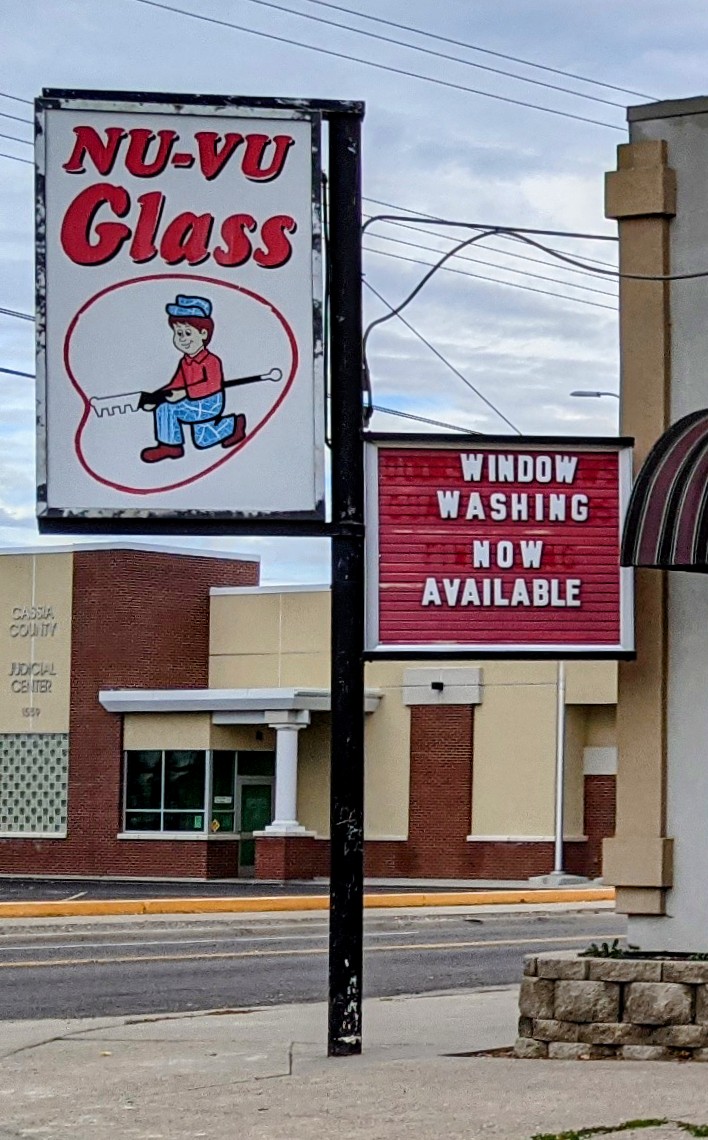 NU-VU
Glass
WINDOW
WASHING
NOW
AVAILABLE
CASSIA
COUNTY
JUDICIAL
CENTER
1559